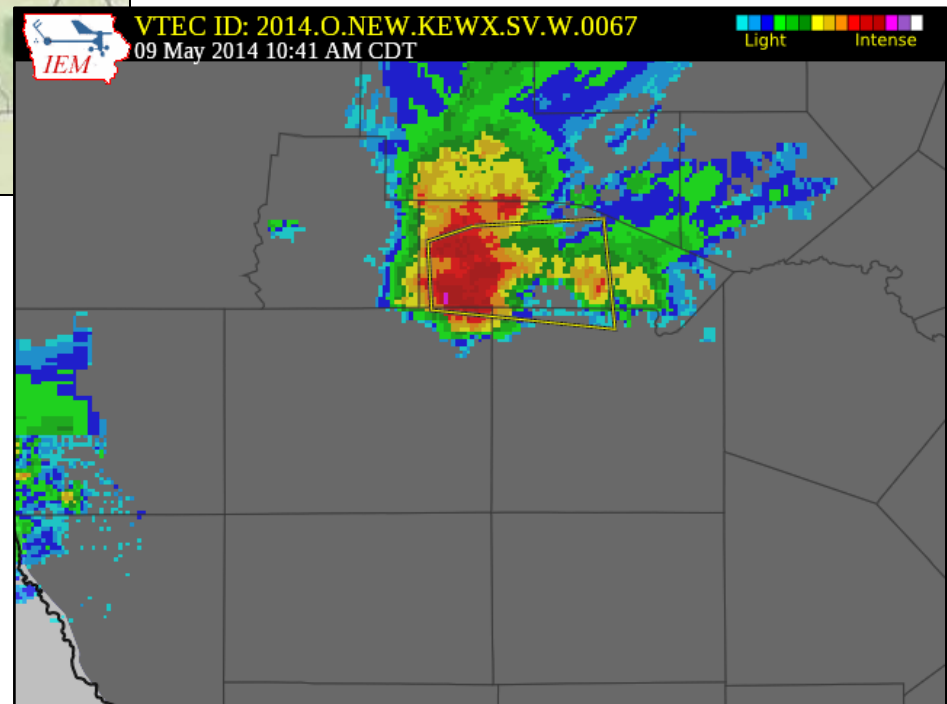 IEM
VTEC ID: 2014.O.NEW.KEWX.SV.W.0067
09 May 2014 10:41 AM CDT
Light
Intense